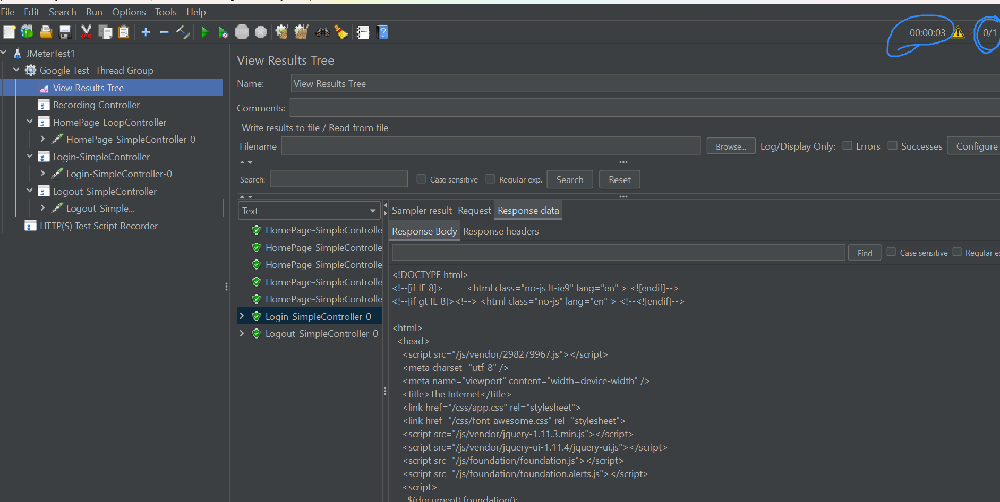 File Edit Search Run Options Tools Help
00:00:03 2 0/1
JMeterTest1
Google Test- Thread Group
View Results Tree
Recording Controller
HomePage-LoopController
HomePage-SimpleController-0
Login-SimpleController
Login-SimpleController-0
Logout-SimpleController
Logout-Simple...
HTTP(S) Test Script Recorder
View Results Tree
Name: View Results Tree
Comments:
Write results to file / Read from file
Filename Browse... Log/Display Only: Errors Successes Configure
Search: Case sensitive Regular exp. Search Reset
Text
HomePage-SimpleControlle
HomePage-SimpleControlle
HomePage-SimpleControlle
HomePage-SimpleControlle
HomePage-SimpleControlle
Login-SimpleController-0
Logout-SimpleController-0
Sampler result Request Response data
Response Body Response headers
Find Case sensitive Regular e
<!DOCTYPE html>
<!--[if IE 8]> <html class="no-js lt-ie9" lang="en" > <![endif]-->
<!--[if gt IE 8]><!--> <html class="no-js" lang="en" > <!--<![endif]-->
<html>
<head>
<script src="/js/vendor/298279967.js"></script>
<meta charset="utf-8" />
<meta name="viewport" content="width=device-width" />
<title>The Internet</title>
<link href="/css/app.css" rel="stylesheet">
<link href="/css/font-awesome.css" rel="stylesheet">
<script src="/js/vendor/jquery-1.11.3.min.js"></script>
<script src="/js/vendor/jquery-ui-1.11.4/jquery-ui.js"></script>
<script src="/js/foundation/foundation.js"></script>
<script src="/js/foundation/foundation.alerts.js"></script>
<script>
$(document).foundation();